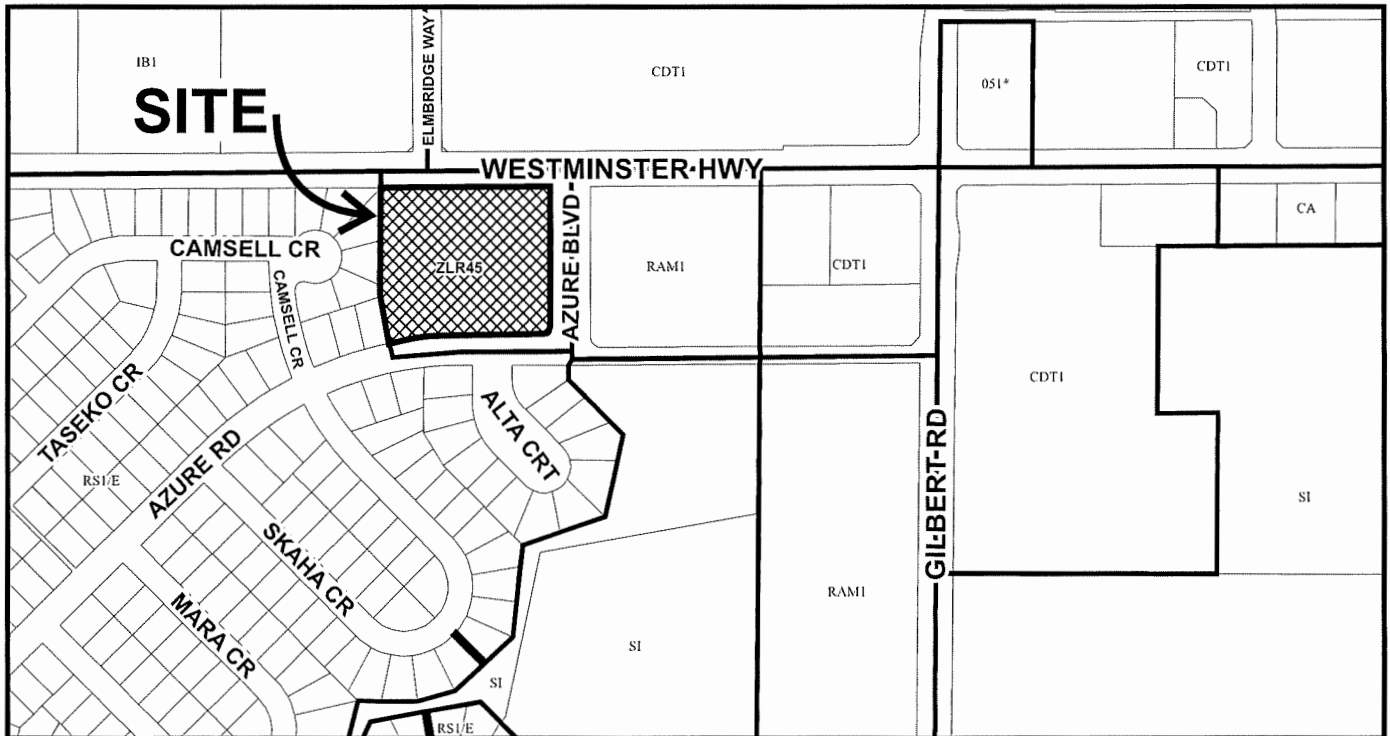 IB1
ELMBRIDGE WAY
CDT1
051*
CDT1
SITE
WESTMINSTER HWY
CAMSELL CR
CAMSELL CR
ZLR45
AZURE BLVD
RAM1
CDT1
CA
TASEKO CR
RS1/E
AZURE RD
ALTA CRT
CDT1
GILBERT RD
SI
SKAHA CR
MARA CR
RAM1
SI
SI
RS1/E